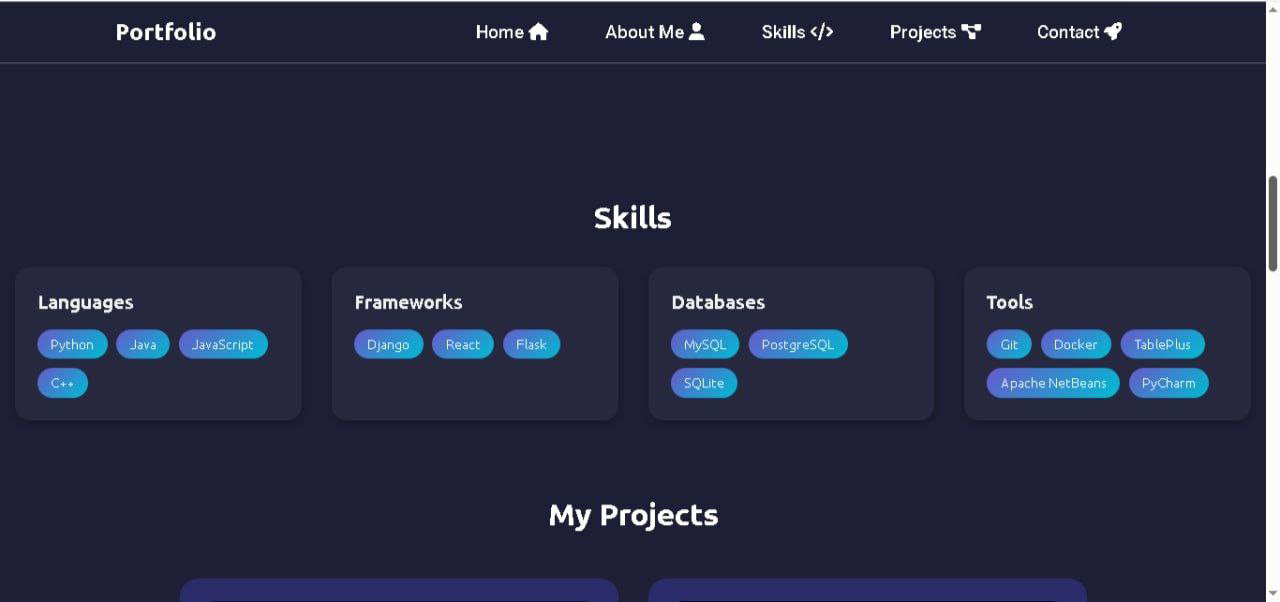 Portfolio Home About Me Skills </> Projects Contact
Skills
Languages
Python Java JavaScript
C++
Frameworks
Django React Flask
Databases
MySQL PostgreSQL
SQLite
Tools
Git Docker TablePlus
Apache NetBeans PyCharm
My Projects